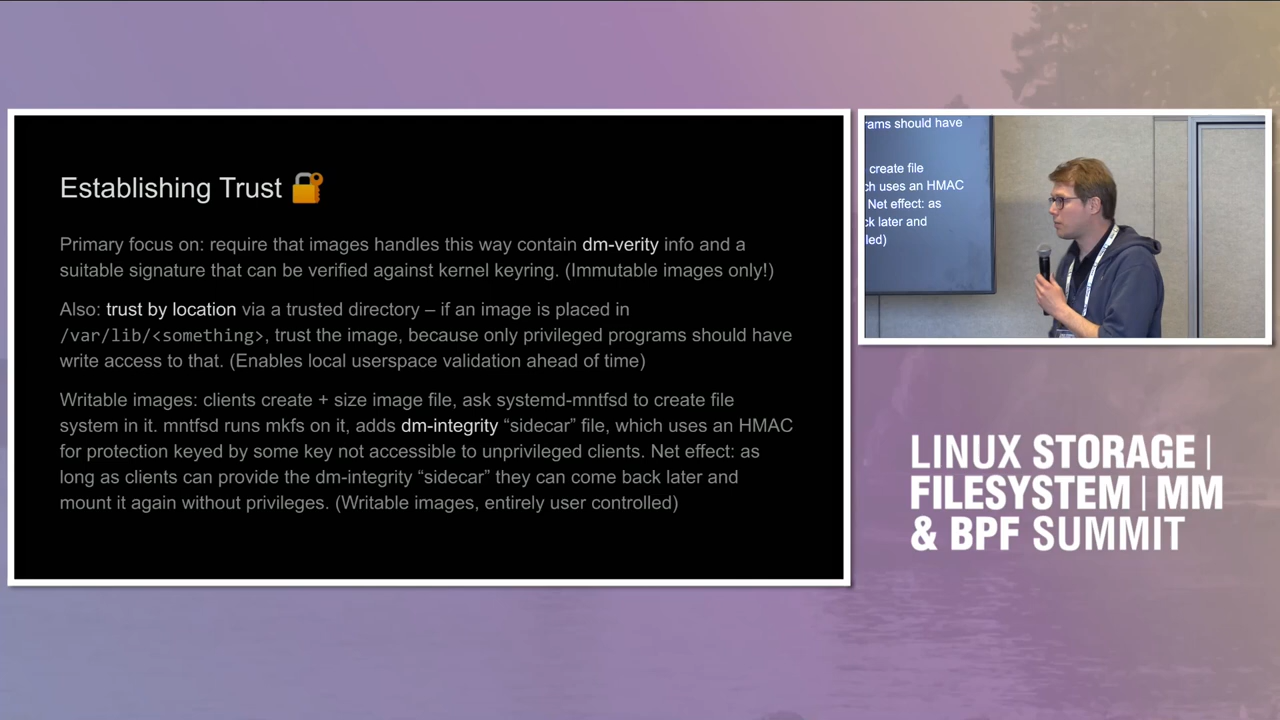 Establishing Trust 🔐
Primary focus on: require that images handles this way contain dm-verity info and a
suitable signature that can be verified against kernel keyring. (Immutable images only!)
Also: trust by location via a trusted directory – if an image is placed in
/var/lib/<something>, trust the image, because only privileged programs should have
write access to that. (Enables local userspace validation ahead of time)
Writable images: clients create + size image file, ask systemd-mntfsd to create file
system in it. mntfsd runs mkfs on it, adds dm-integrity “sidecar” file, which uses an HMAC
for protection keyed by some key not accessible to unprivileged clients. Net effect: as
long as clients can provide the dm-integrity “sidecar” they can come back later and
mount it again without privileges. (Writable images, entirely user controlled)
should have
create file
uses an HMAC
Net effect: as
later and
LINUX STORAGE |
FILESYSTEM | MM
& BPF SUMMIT